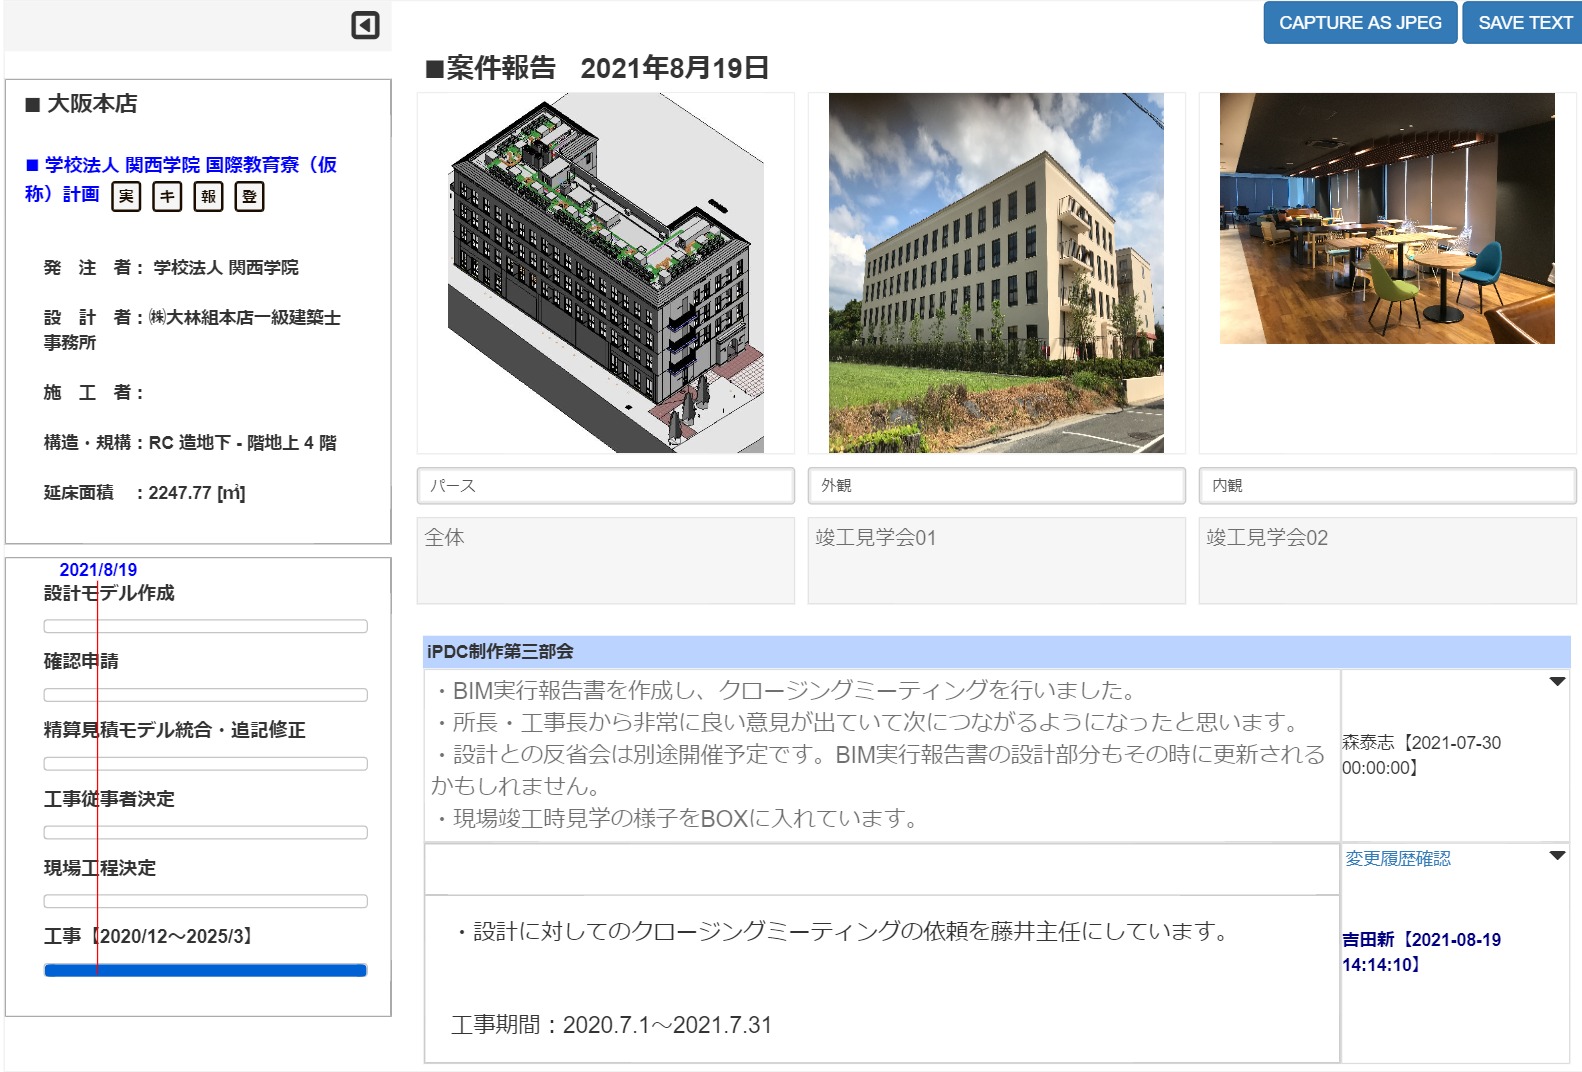 CAPTURE AS JPEG
SAVE TEXT
■ 大阪本店
■ 学校法人 関西学院 国際教育寮（仮
称）計画 実 キ 報 登
発　注　者： 学校法人 関西学院
設　計　者：㈱大林組本店一級建築士
事務所
施　工　者：
構造・規構：RC 造地下 - 階地上 4 階
延床面積　：2247.77 [㎡]
2021/8/19
設計モデル作成
確認申請
精算見積モデル統合・追記修正
工事従事者決定
現場工程決定
工事【2020/12～2025/3】
■案件報告　2021年8月19日
パース
外観
内観
全体
竣工見学会01
竣工見学会02
iPDC制作第三部会
・BIM実行報告書を作成し、クロージングミーティングを行いました。
・所長・工事長から非常に良い意見が出ていて次につながるようになったと思います。
・設計との反省会は別途開催予定です。BIM実行報告書の設計部分もその時に更新される
かもしれません。
・現場竣工時見学の様子をBOXに入れています。
森泰志【2021-07-30
00:00:00】
変更履歴確認
・設計に対してのクロージングミーティングの依頼を藤井主任にしています。
工事期間：2020.7.1～2021.7.31
吉田新【2021-08-19
14:14:10】